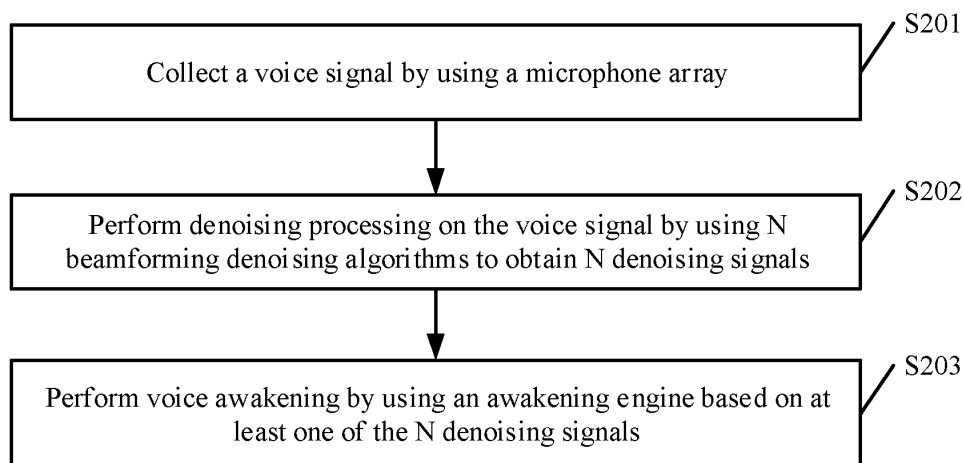 S201
Collect a voice signal by using a microphone array
S202
Perform denoising processing on the voice signal by using N
beamforming denoising algorithms to obtain N denoising signals
S203
Perform voice awakening by using an awakening engine based on at
least one of the N denoising signals